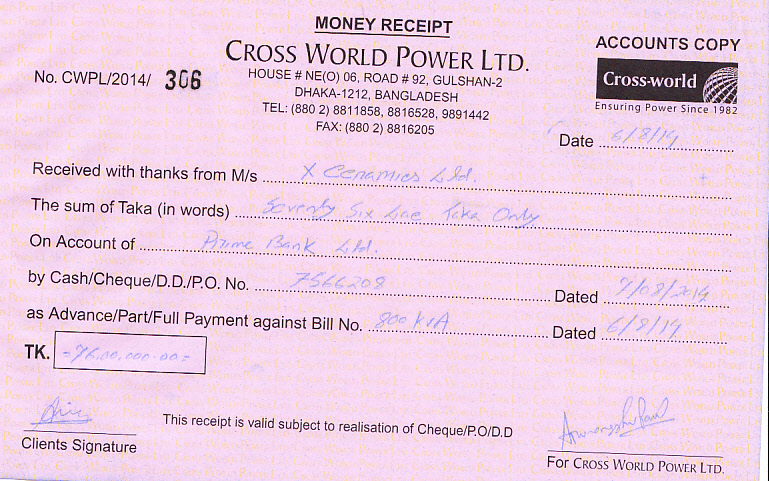 MONEY RECEIPT
CROSS WORLD POWER LTD.
HOUSE # NE(O) 06, ROAD # 92, GULSHAN-2
DHAKA-1212, BANGLADESH
TEL: (880 2) 8811858, 8816528, 9891442
FAX: (880 2) 8816205
No. CWPL/2014/ 306
ACCOUNTS COPY
Cross-world
Ensuring Power Since 1982
Date 6/8/14
Received with thanks from M/s X Ceramics Ltd.
The sum of Taka (in words) Seventy Six Taka Only
On Account of Prime Bank Ltd.
by Cash/Cheque/D.D./P.O. No. 7566208 Dated 7/08/2014
as Advance/Part/Full Payment against Bill No. 800 KVA Dated 6/8/14
TK. =76,00,000.00=
Clients Signature
This receipt is valid subject to realisation of Cheque/P.O/D.D
For CROSS WORLD POWER LTD.